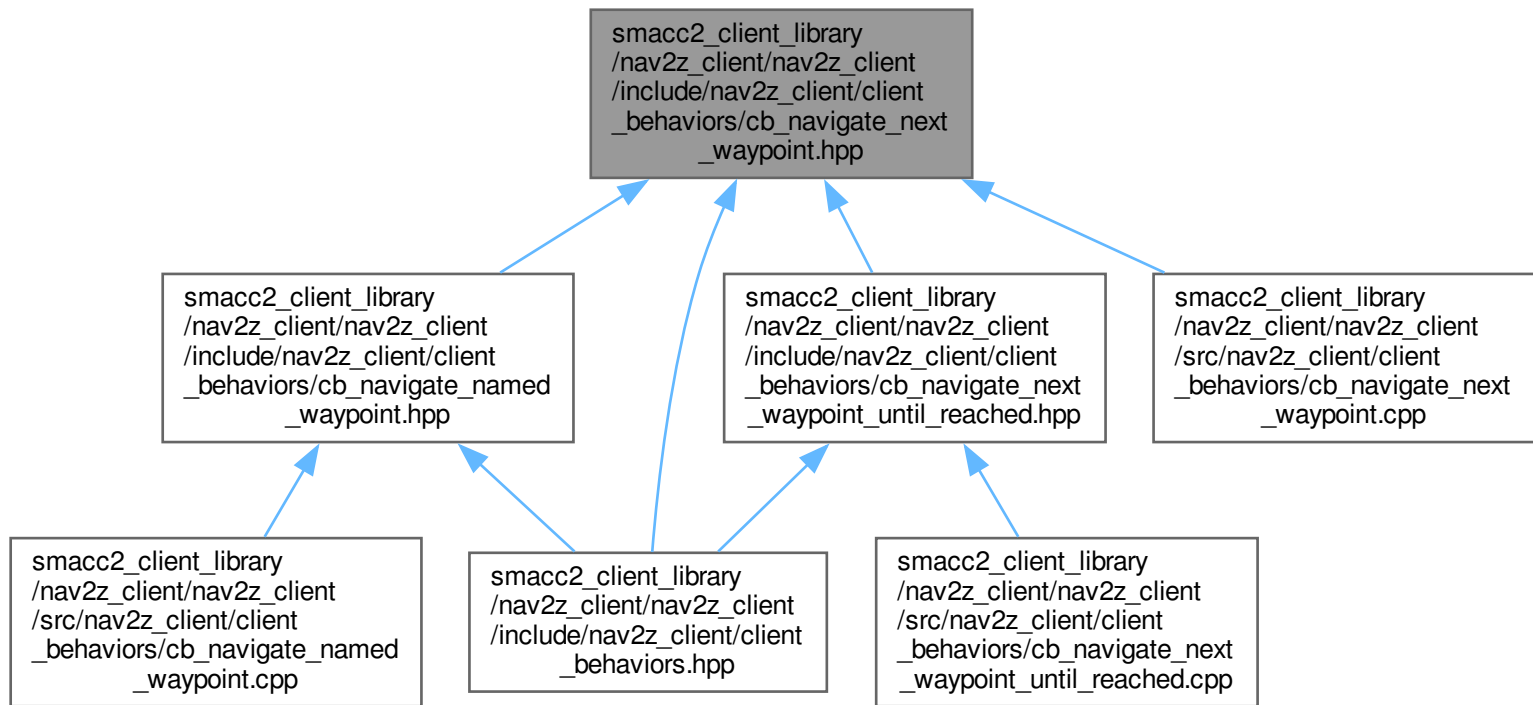 smacc2_client_library
/nav2z_client/nav2z_client
/include/nav2z_client/client
_behaviors/cb_navigate_next
_waypoint.hpp
smacc2_client_library
/nav2z_client/nav2z_client
/include/nav2z_client/client
_behaviors/cb_navigate_named
_waypoint.hpp
smacc2_client_library
/nav2z_client/nav2z_client
/include/nav2z_client/client
_behaviors/cb_navigate_next
_waypoint_until_reached.hpp
smacc2_client_library
/nav2z_client/nav2z_client
/src/nav2z_client/client
_behaviors/cb_navigate_next
_waypoint.cpp
smacc2_client_library
/nav2z_client/nav2z_client
/src/nav2z_client/client
_behaviors/cb_navigate_named
_waypoint.cpp
smacc2_client_library
/nav2z_client/nav2z_client
/include/nav2z_client/client
_behaviors.hpp
smacc2_client_library
/nav2z_client/nav2z_client
/src/nav2z_client/client
_behaviors/cb_navigate_next
_waypoint_until_reached.cpp